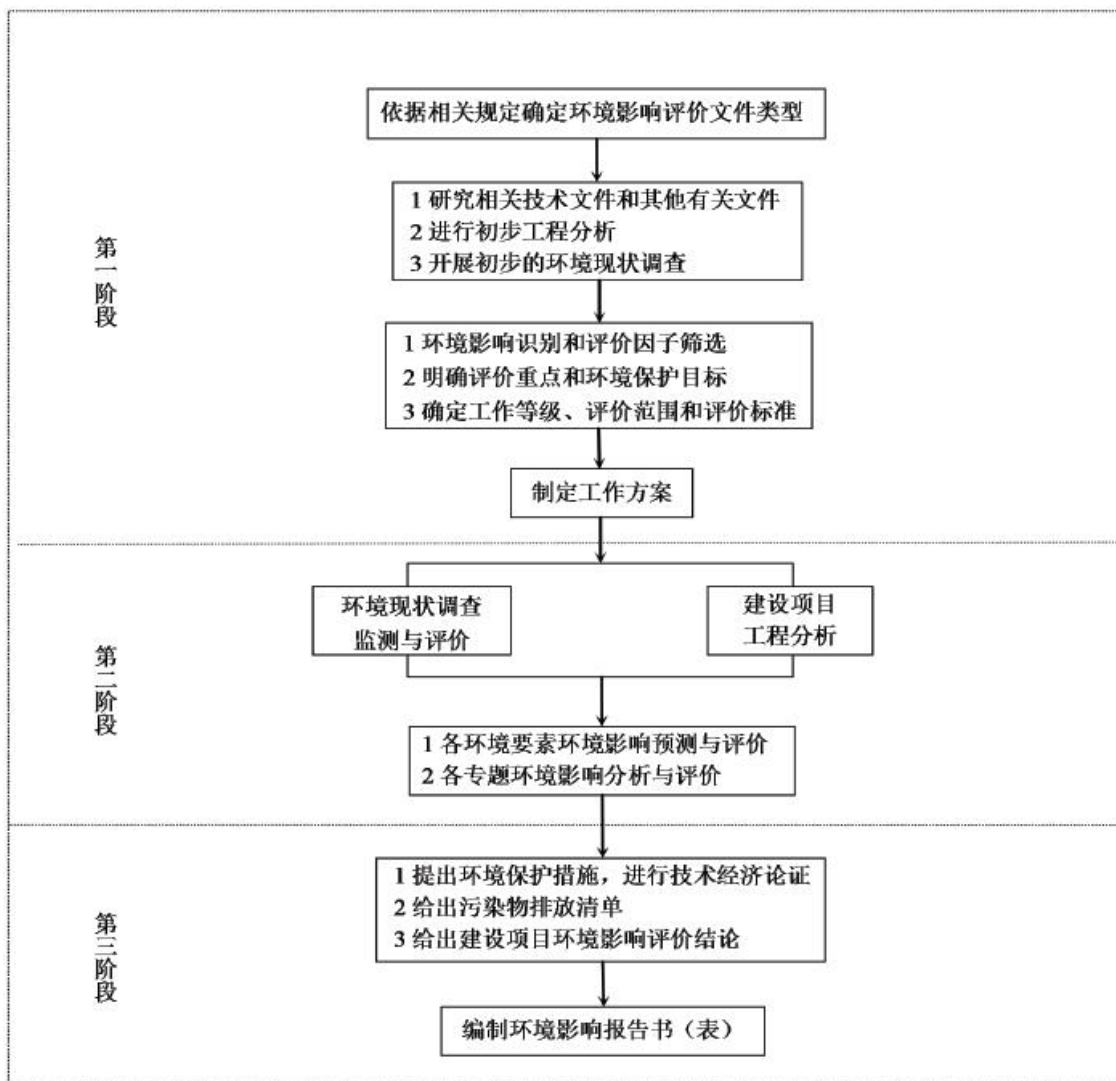 依据相关规定确定环境影响评价文件类型
1 研究相关技术文件和其他有关文件
2 进行初步工程分析
3 开展初步的环境现状调查
第一阶段
1 环境影响识别和评价因子筛选
2 明确评价重点和环境保护目标
3 确定工作等级、评价范围和评价标准
制定工作方案
环境现状调查
监测与评价
建设项目
工程分析
第二阶段
1 各环境要素环境影响预测与评价
2 各专题环境影响分析与评价
1 提出环境保护措施，进行技术经济论证
2 给出污染物排放清单
3 给出建设项目环境影响评价结论
第三阶段
编制环境影响报告书（表）